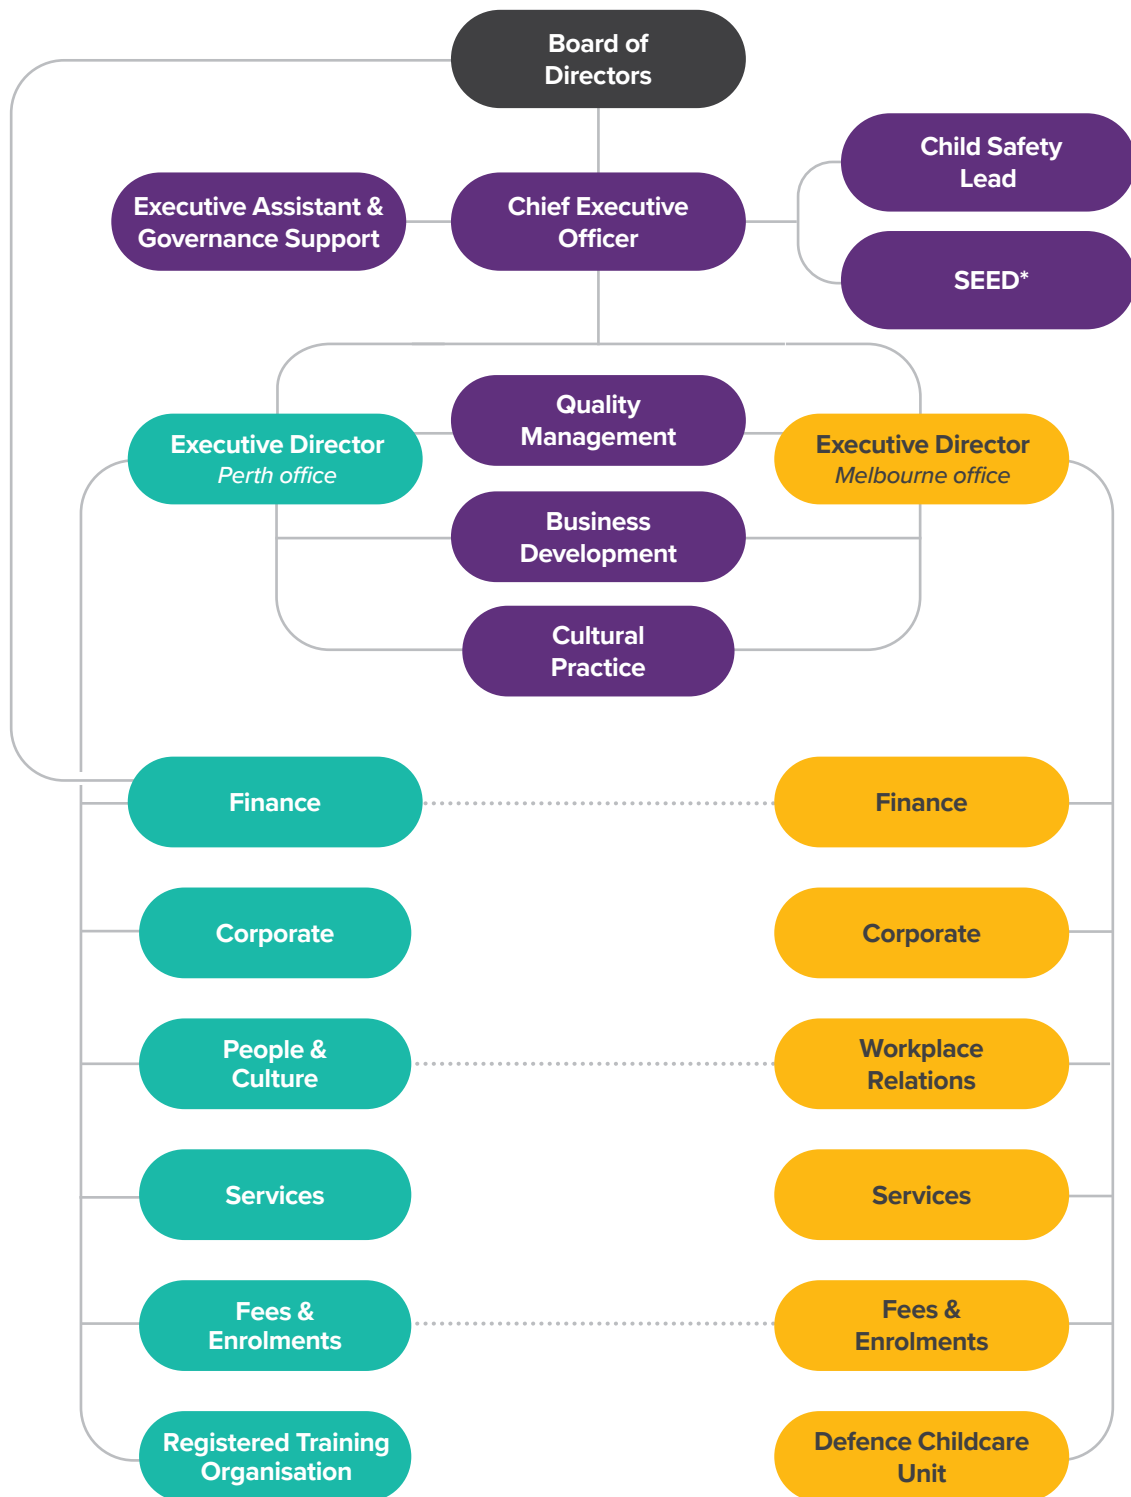 Board of
Directors
Child Safety
Lead
Executive Assistant &
Governance Support
Chief Executive
Officer
SEED*
Quality
Management
Executive Director
Perth office
Executive Director
Melbourne office
Business
Development
Cultural
Practice
Finance
Finance
Corporate
Corporate
People &
Culture
Workplace
Relations
Services
Services
Fees &
Enrolments
Fees &
Enrolments
Registered Training
Organisation
Defence Childcare
Unit